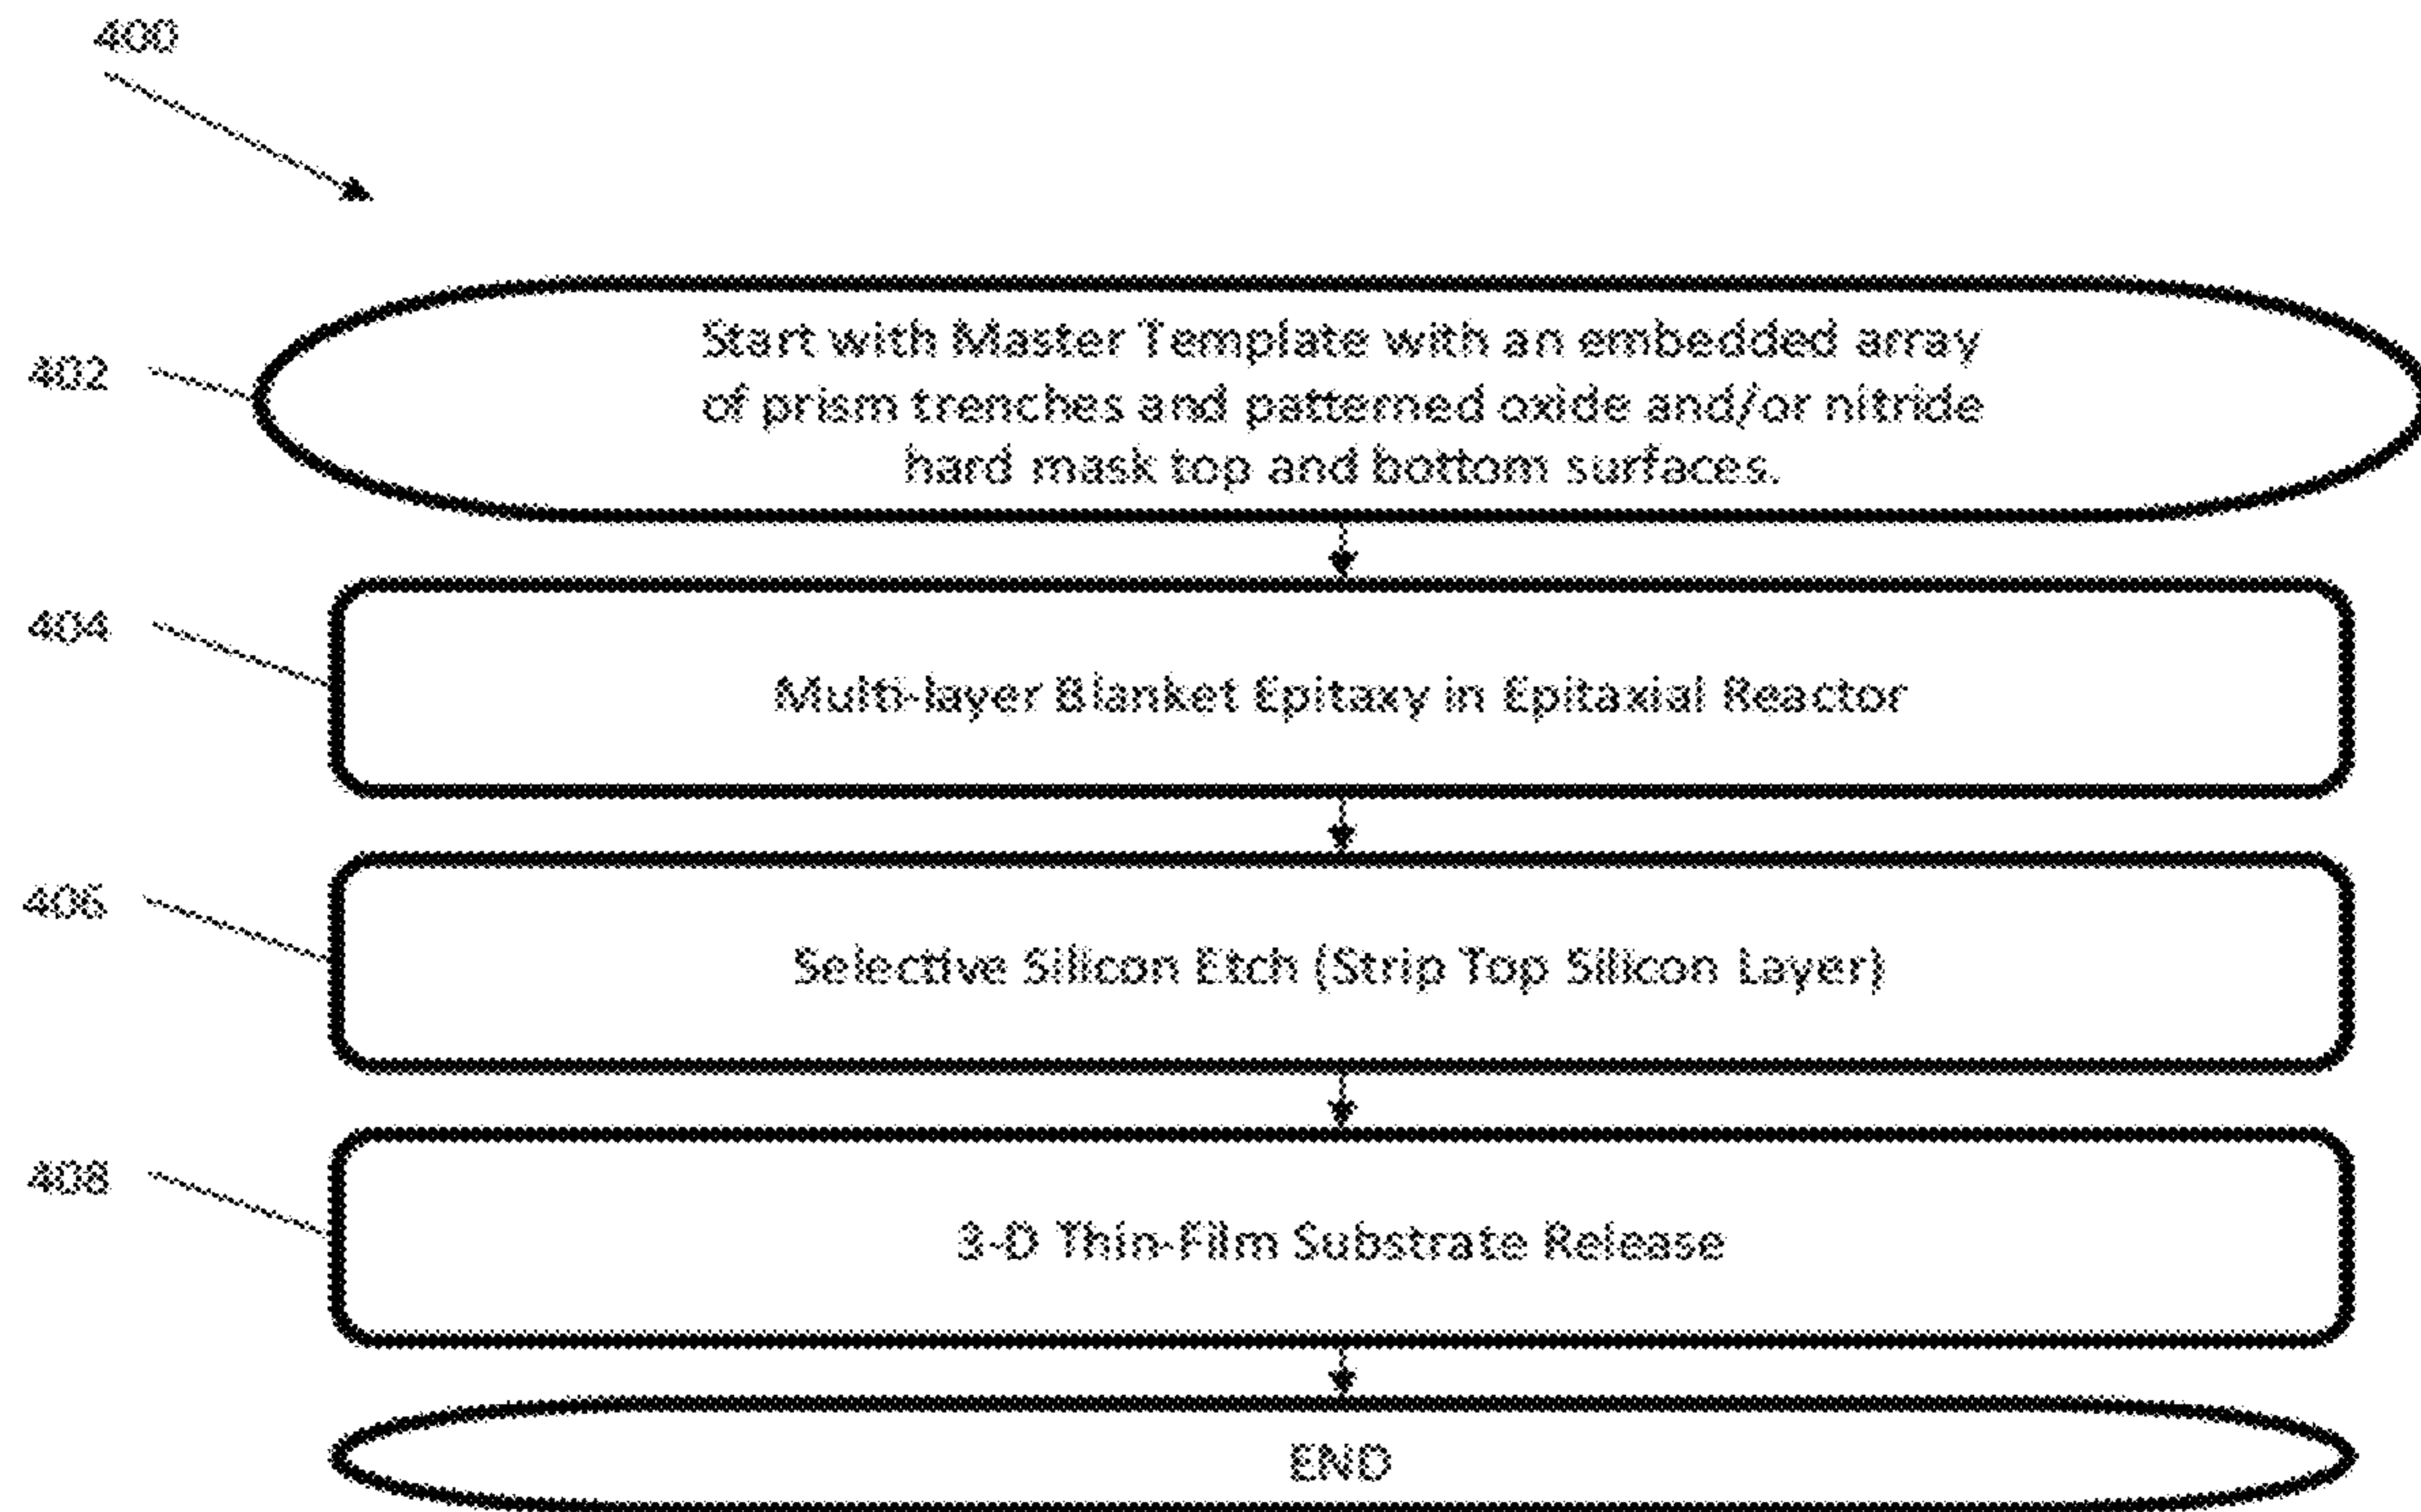 400
402
Start with Master Template with an embedded array
of prism trenches and patterned oxide and/or nitride
hard mask top and bottom surfaces.
404
Multi-layer Blanket Epitaxy in Epitaxial Reactor
406
Selective Silicon Etch (Strip Top Silicon Layer)
408
3-D Thin-Film Substrate Release
END